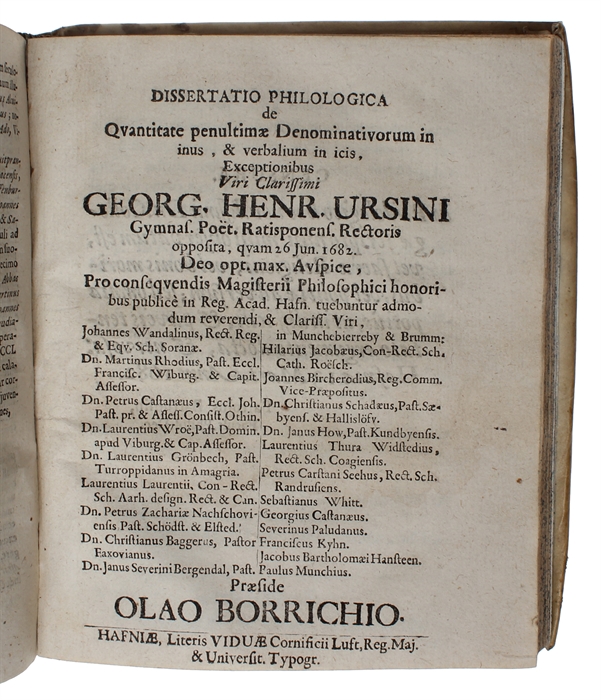 DISSERTATIO PHILOLOGICA
de
Qvantitate penultimæ Denominativorum in
inus, & verbalium in icis,
Exceptionibus
Viri Clarissimi
GEORG. HENR. URSINI
Gymnas. Poët. Ratisponens. Rectoris
opposita, qvam 26 Jun. 1682.
Deo opt. max. Avspice,
Pro conseqvendis Magisterii Philosophici honori-
bus publicè in Reg. Acad. Hafn. tuebuntur admo-
dum reverendi, & Clariss. Viri,
Johannes Wandalinus, Rect. Reg.
& Eqv. Sch. Soranæ.
Dn. Martinus Rhodius, Past. Eccl.
Francisc. Wiburg. & Capit.
Assessor.
Dn. Petrus Castanæus, Eccl. Joh.
Past. pr. & Assess. Consist. Othin.
Dn. Laurentius Wroë, Past. Domin.
apud Viburg. & Cap. Assessor.
Dn. Laurentius Grönbech, Past.
Turroppidanus in Amagria.
Laurentius Laurentii, Con-Rect.
Sch. Aarh. design. Rect. & Can.
Dn. Petrus Zachariæ Nachschovi-
ensis Past. Schödst. & Elsted.
Dn. Christianus Baggerus, Pastor
Faxovianus.
Dn. Janus Severini Bergendal, Past.
in Munchebierreby & Brumm:
Hilarius Jacobæus, Con-Rect. Sch.
Cath. Roësch.
Joannes Bircherodius, Reg. Comm.
Vice-Præpositus.
Dn. Christianus Schadæus, Past. Sæ-
byens. & Hallislöfv.
Dn. Janus How, Past. Kundbyensis.
Laurentius Thura Widstedius,
Rect. Sch. Coagiensis.
Petrus Carstani Seehus, Rect. Sch.
Randrusiens.
Sebastianus Whitt.
Georgius Castanæus.
Severinus Paludanus.
Franciscus Kyhn.
Jacobus Bartholomæi Hansteen.
Paulus Munchius.
Præside
OLAO BORRICHIO.
HAFNIÆ, Literis VIDUÆ Cornificii Luft, Reg. Maj.
& Universit. Typogr.